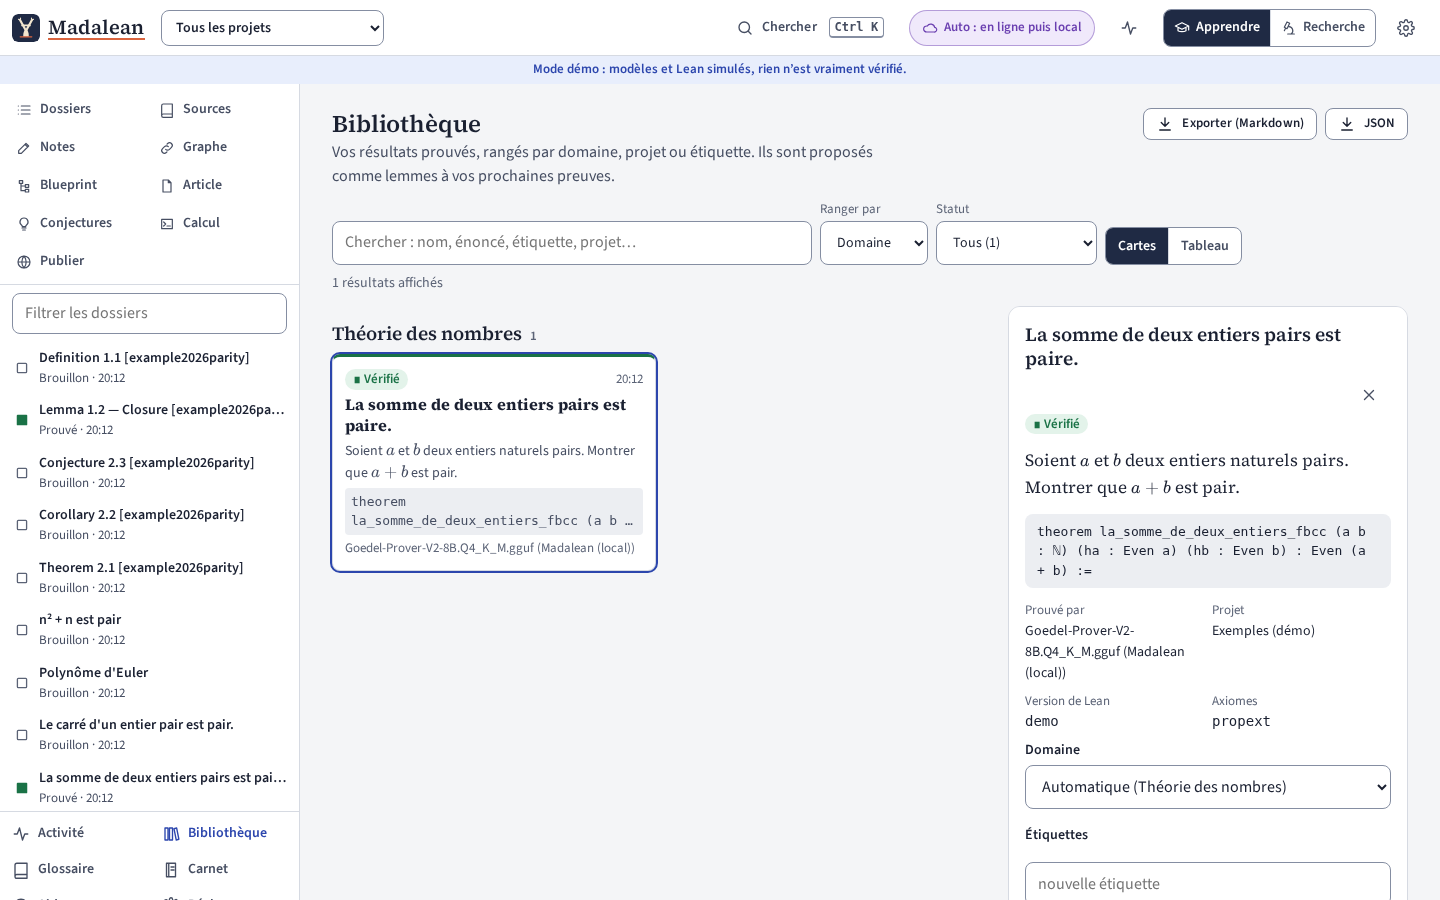 Madalean
Tous les projets
Chercher
Ctrl K
Auto : en ligne puis local
Apprendre
Recherche
Mode démo : modèles et Lean simulés, rien n’est vraiment vérifié.
Dossiers
Sources
Notes
Graphe
Blueprint
Article
Conjectures
Calcul
Publier
Filtrer les dossiers
Definition 1.1 [example2026parity]
Brouillon · 20:12
Lemma 1.2 — Closure [example2026pa…
Prouvé · 20:12
Conjecture 2.3 [example2026parity]
Brouillon · 20:12
Corollary 2.2 [example2026parity]
Brouillon · 20:12
Theorem 2.1 [example2026parity]
Brouillon · 20:12
n² + n est pair
Brouillon · 20:12
Polynôme d'Euler
Brouillon · 20:12
Le carré d'un entier pair est pair.
Brouillon · 20:12
La somme de deux entiers pairs est pai…
Prouvé · 20:12
Activité
Bibliothèque
Glossaire
Carnet
Bibliothèque
Vos résultats prouvés, rangés par domaine, projet ou étiquette. Ils sont proposés
comme lemmes à vos prochaines preuves.
Exporter (Markdown)
JSON
Chercher : nom, énoncé, étiquette, projet…
Ranger par
Domaine
Statut
Tous (1)
Cartes
Tableau
1 résultats affichés
Théorie des nombres 1
Vérifié
20:12
La somme de deux entiers pairs est
paire.
Soient a et b deux entiers naturels pairs. Montrer
que a + b est pair.
theorem
la_somme_de_deux_entiers_fbcc (a b …
Goedel-Prover-V2-8B.Q4_K_M.gguf (Madalean (local))
La somme de deux entiers pairs est
paire.
Vérifié
Soient a et b deux entiers naturels pairs.
Montrer que a + b est pair.
theorem la_somme_de_deux_entiers_fbcc (a b
: ℕ) (ha : Even a) (hb : Even b) : Even (a
+ b) :=
Prouvé par
Goedel-Prover-V2-
8B.Q4_K_M.gguf (Madalean
(local))
Projet
Exemples (démo)
Version de Lean
demo
Axiomes
propext
Domaine
Automatique (Théorie des nombres)
Étiquettes
nouvelle étiquette